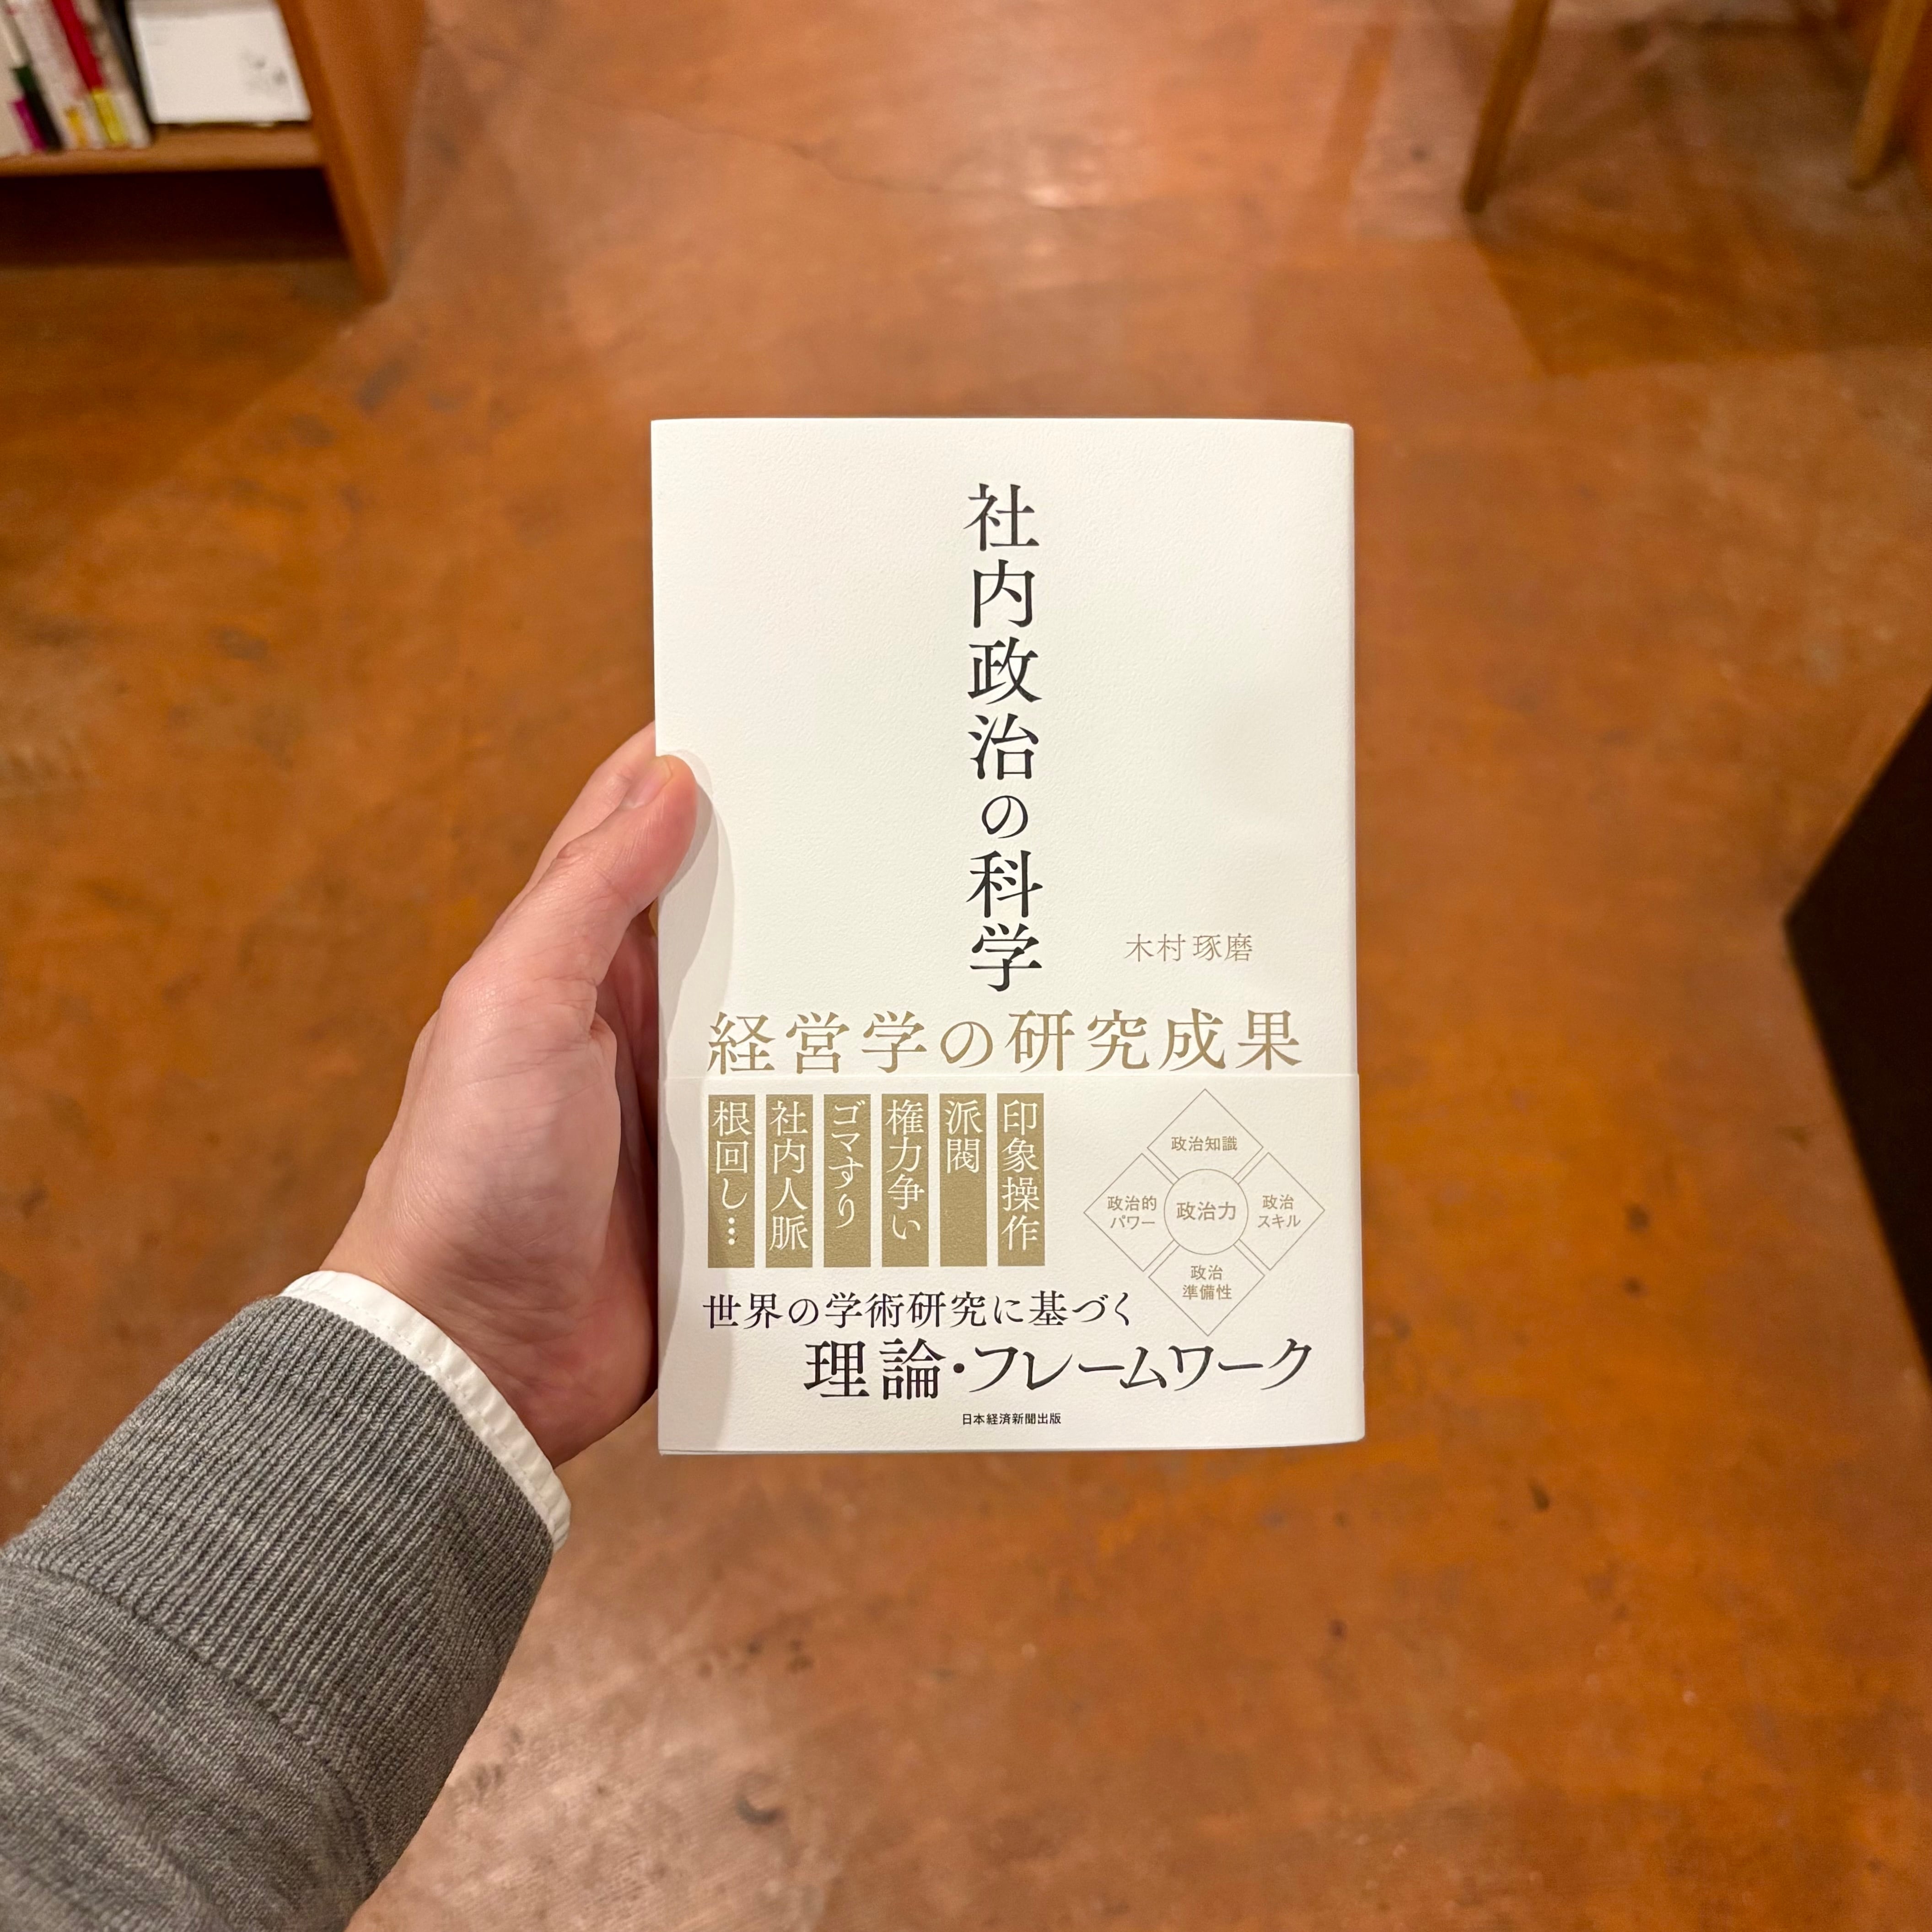 社内政治の科学
木村琢磨
経営学の研究成果
印象操作
派閥
権力争い
ゴマすり
社内人脈
根回し…
政治知識
政治的
パワー
政治力
政治
スキル
政治
準備性
世界の学術研究に基づく
理論・フレームワーク
日本経済新聞出版